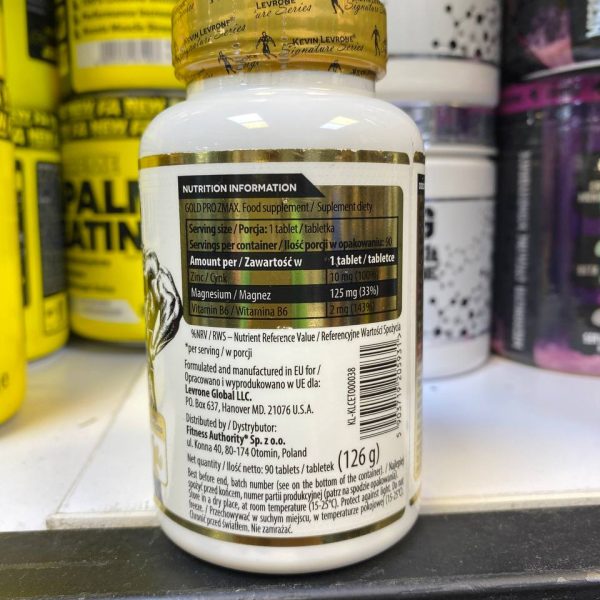 LEVRONE
ure Series
KEVIN LEVRONE®
Signature Series
NEW FA NEW F
PALM
ATIN
NUTRITION INFORMATION
GOLD PRO ZMAX. Food supplement / Suplement diety.
Serving size / Porcja: 1 tablet / tabletka
Servings per container / Ilość porcji w opakowaniu: 90
Amount per / Zawartość w 1 tablet / tabletce
Zinc / Cynk 10 mg (100%)
Magnesium / Magnez 125 mg (33%)
Vitamin B6 / Witamina B6 2 mg (143%)
%NRV / RWS – Nutrient Reference Value / Referencyjne Wartości Spożycia
*per serving / w porcji
Formulated and manufactured in EU for /
Opracowano i wyprodukowano w UE dla:
Levrone Global LLC.
P.O. Box 637, Hanover MD. 21076 U.S.A.
Distributed by / Dystrybutor:
Fitness Authority® Sp. z o.o.
ul. Konna 40, 80-174 Otomin, Poland
Net quantity / Ilość netto: 90 tablets / tabletek (126 g)
Best before end, batch number (see on the bottom of the container). / Najlepiej
spożyć przed końcem, numer partii produkcyjnej (patrz na spodzie opakowania).
Store in a dry place, at room temperature (15-25°C). Protect against light. Do not
freeze. / Przechowywać w suchym miejscu, w temperaturze pokojowej (15-25°C).
Chronić przed światłem. Nie zamrażać.
KL-KLCET000038